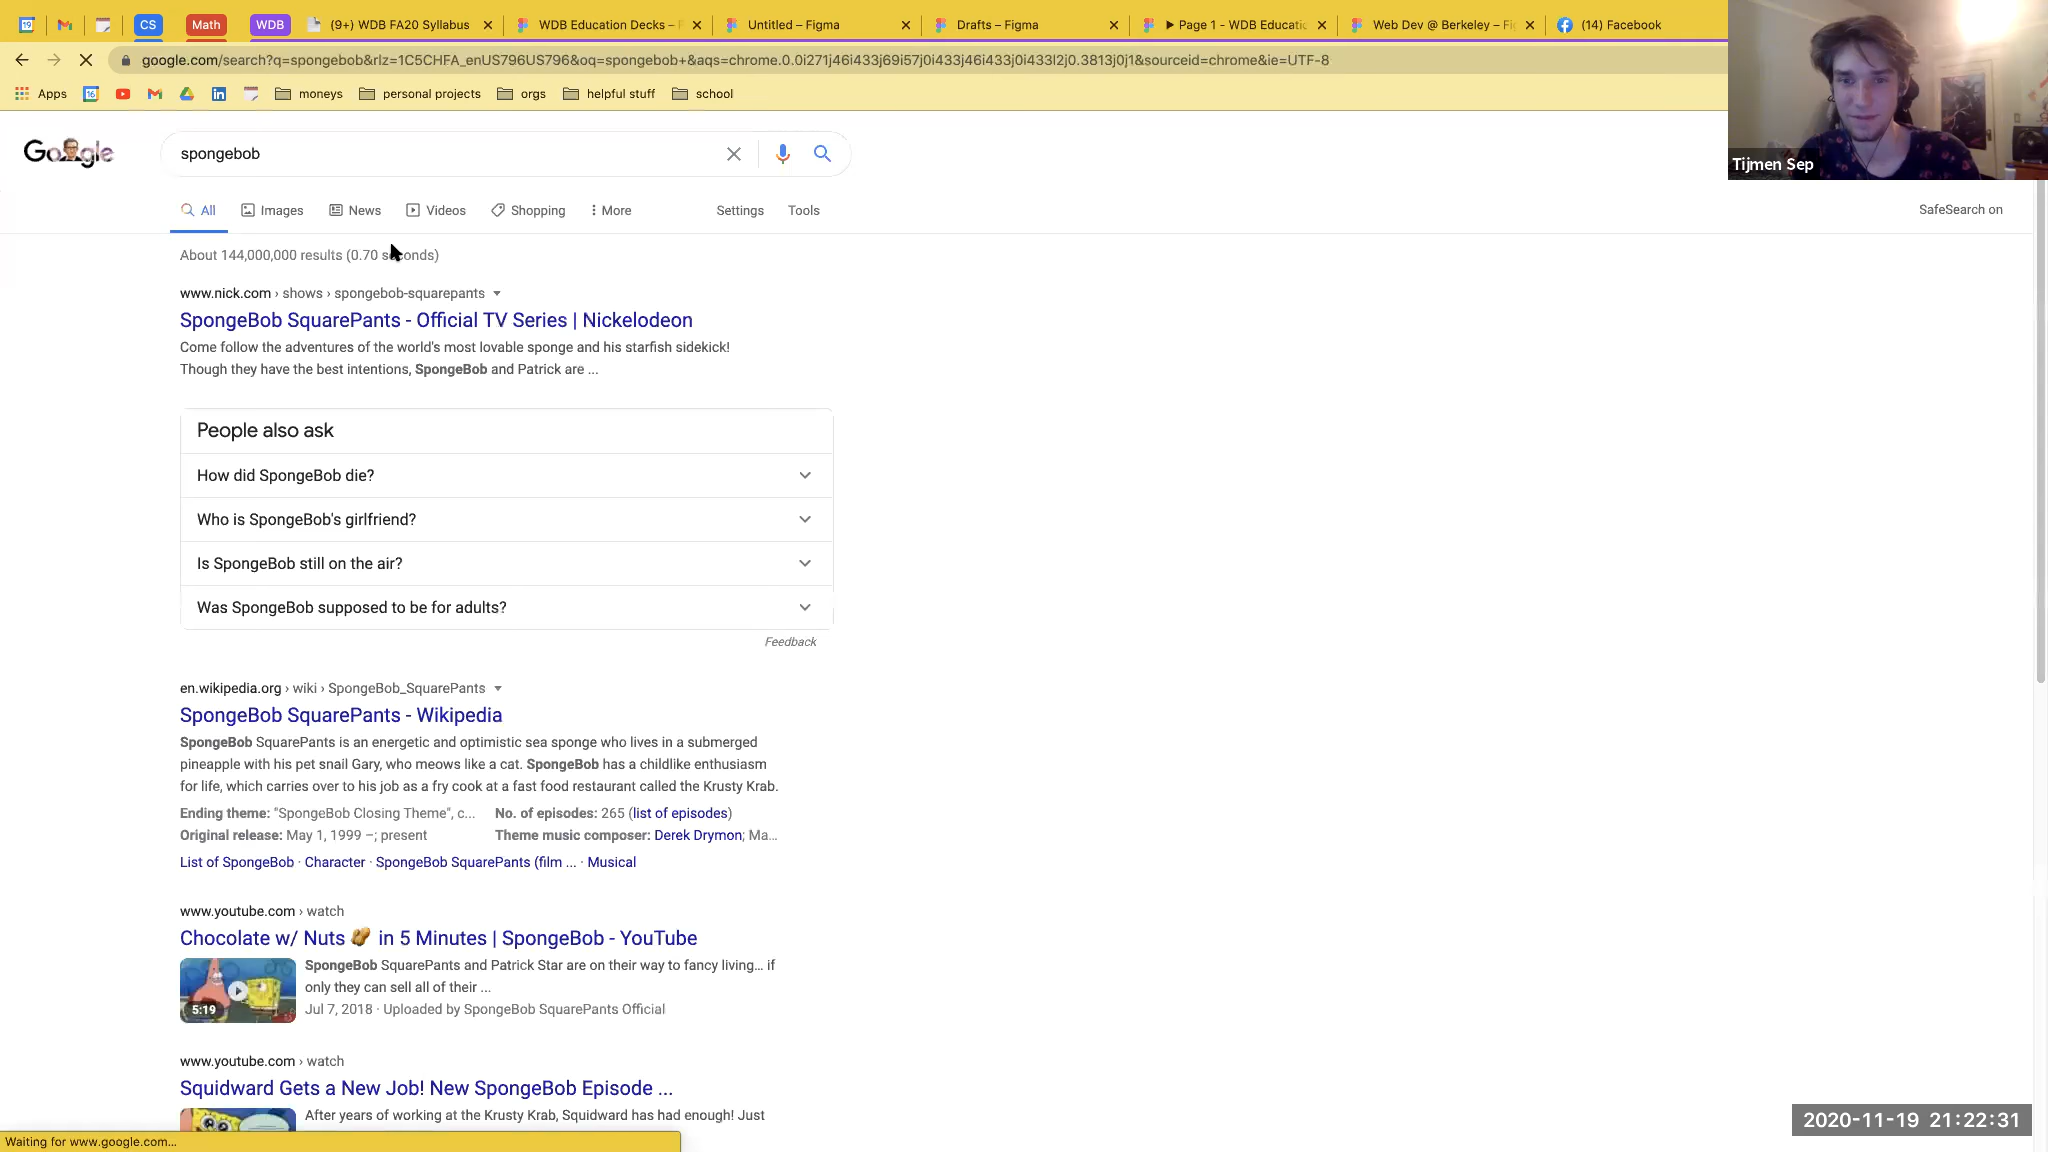 CS
Math
WDB
(9+) WDB FA20 Syllabus
WDB Education Decks –
Untitled – Figma
Drafts – Figma
Page 1 - WDB Educatic
Web Dev @ Berkeley –
(14) Facebook
google.com/search?q=spongebob&rlz=1C5CHFA_enUS796US796&oq=spongebob+&aqs=chrome.0.0i271j46i433j69i57j0i433j46i433j0i433l2j0.3813j0j1&sourceid=chrome&ie=UTF-8
Apps
moneys
personal projects
orgs
helpful stuff
school
Tijmen Sep
Google
spongebob
All
Images
News
Videos
Shopping
More
Settings
Tools
SafeSearch on
About 144,000,000 results (0.70 seconds)
www.nick.com › shows › spongebob-squarepants
SpongeBob SquarePants - Official TV Series | Nickelodeon
Come follow the adventures of the world's most lovable sponge and his starfish sidekick!
Though they have the best intentions, SpongeBob and Patrick are ...
People also ask
How did SpongeBob die?
Who is SpongeBob's girlfriend?
Is SpongeBob still on the air?
Was SpongeBob supposed to be for adults?
Feedback
en.wikipedia.org › wiki › SpongeBob_SquarePants
SpongeBob SquarePants - Wikipedia
SpongeBob SquarePants is an energetic and optimistic sea sponge who lives in a submerged
pineapple with his pet snail Gary, who meows like a cat. SpongeBob has a childlike enthusiasm
for life, which carries over to his job as a fry cook at a fast food restaurant called the Krusty Krab.
Ending theme: "SpongeBob Closing Theme", c... No. of episodes: 265 (list of episodes)
Original release: May 1, 1999 –; present Theme music composer: Derek Drymon; Ma...
List of SpongeBob · Character · SpongeBob SquarePants (film ... · Musical
www.youtube.com › watch
Chocolate w/ Nuts 🥜 in 5 Minutes | SpongeBob - YouTube
SpongeBob SquarePants and Patrick Star are on their way to fancy living... if
only they can sell all of their ...
5:19
Jul 7, 2018 · Uploaded by SpongeBob SquarePants Official
www.youtube.com › watch
Squidward Gets a New Job! New SpongeBob Episode ...
After years of working at the Krusty Krab, Squidward has had enough! Just
Waiting for www.google.com...
2020-11-19 21:22:31